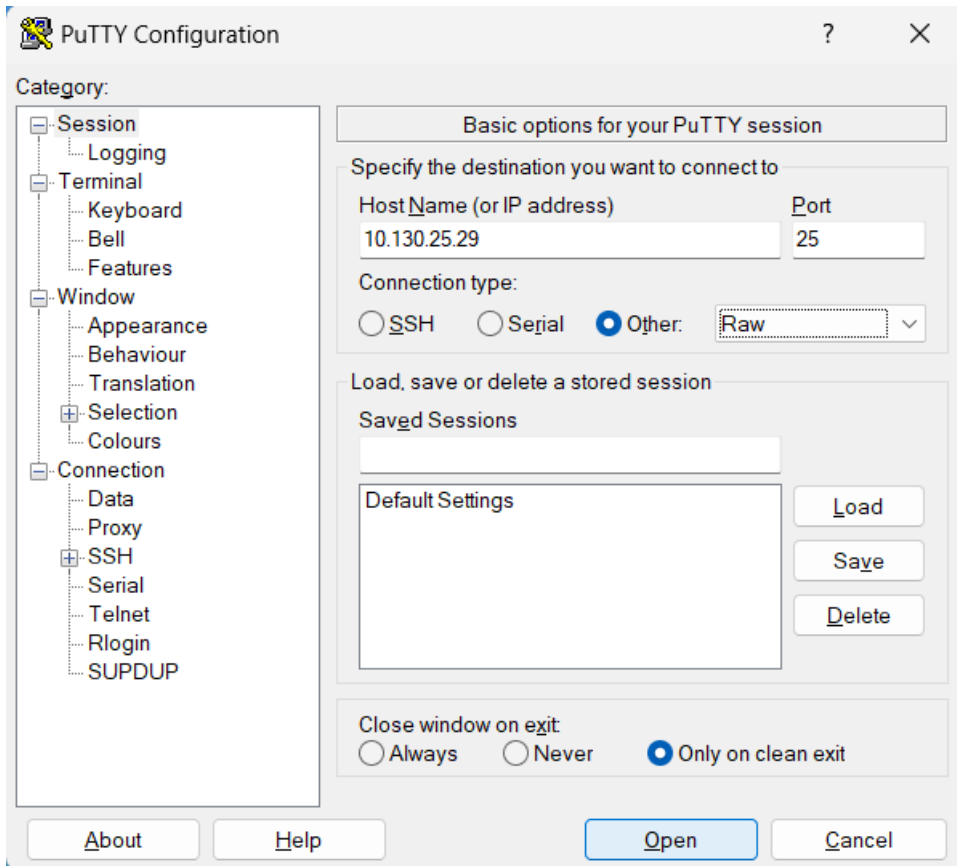 PuTTY Configuration
?
Category:
Session
Logging
Terminal
Keyboard
Bell
Features
Window
Appearance
Behaviour
Translation
Selection
Colours
Connection
Data
Proxy
SSH
Serial
Telnet
Rlogin
SUPDUP
Basic options for your PuTTY session
Specify the destination you want to connect to
Host Name (or IP address) Port
10.130.25.29 25
Connection type:
SSH Serial Other: Raw
Load, save or delete a stored session
Saved Sessions
Default Settings
Load
Save
Delete
Close window on exit:
Always Never Only on clean exit
About Help Open Cancel